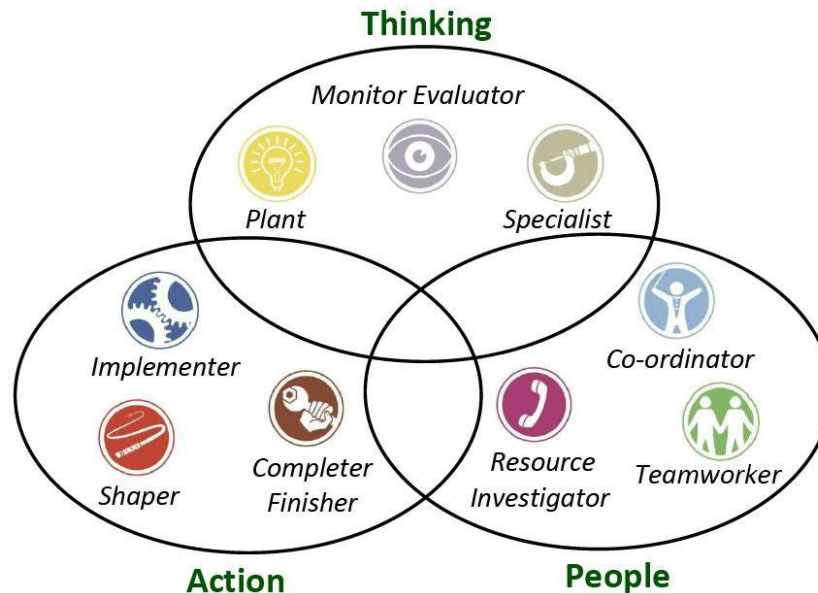 Thinking
Monitor Evaluator
Plant
Specialist
Implementer
Co-ordinator
Shaper
Completer
Finisher
Resource
Investigator
Teamworker
Action
People